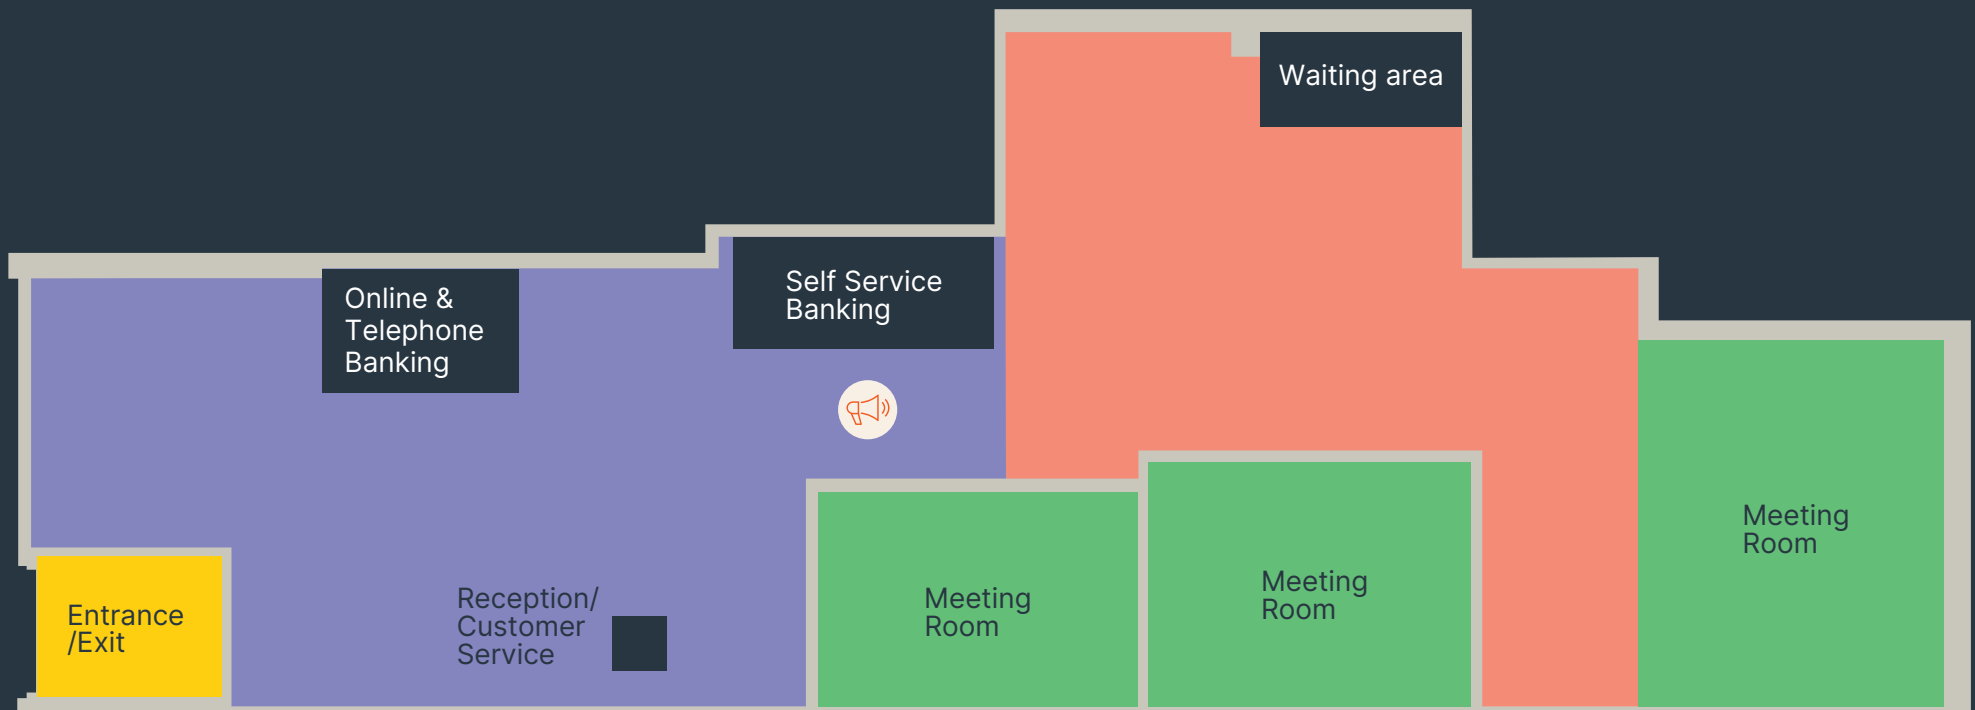 Waiting area
Online &
Telephone
Banking
Self Service
Banking
Entrance
/Exit
Reception/
Customer
Service
Meeting
Room
Meeting
Room
Meeting
Room